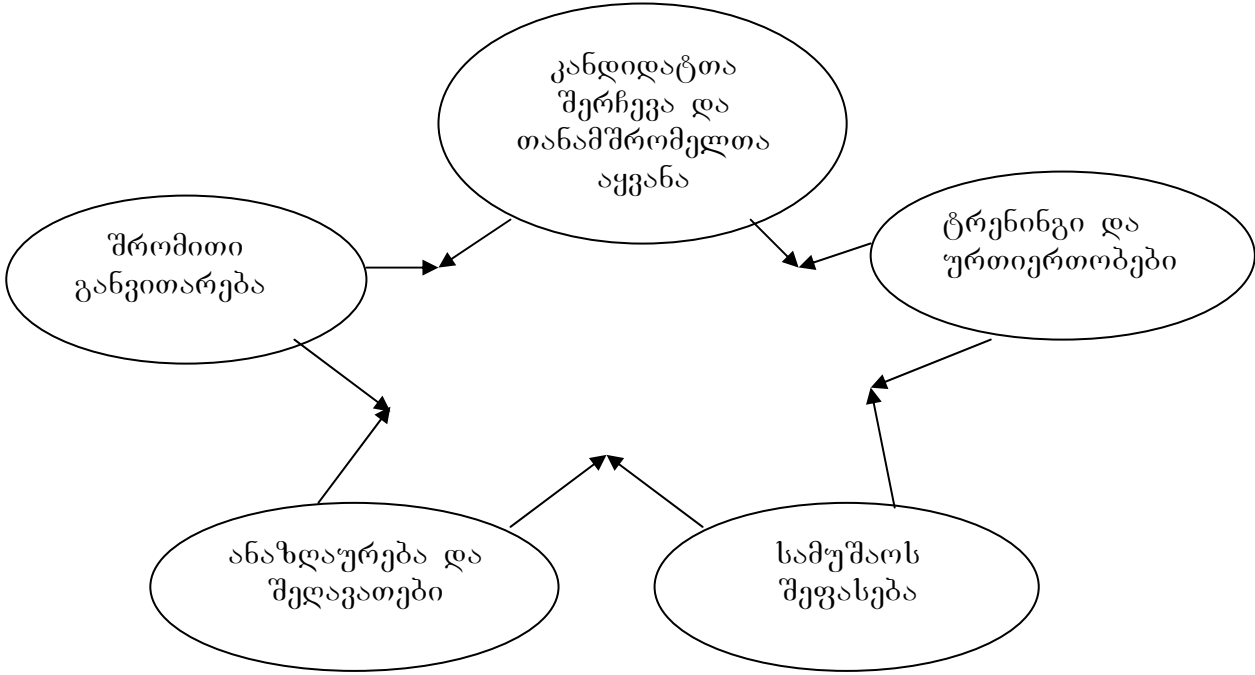 კანდიდატთა
შერჩევა და
თანამშრომელთა
აყვანა
შრომითი
განვითარება
ტრენინგი და
ურთიერთობები
ანაზღაურება და
შეღავათები
სამუშაოს
შეფასება